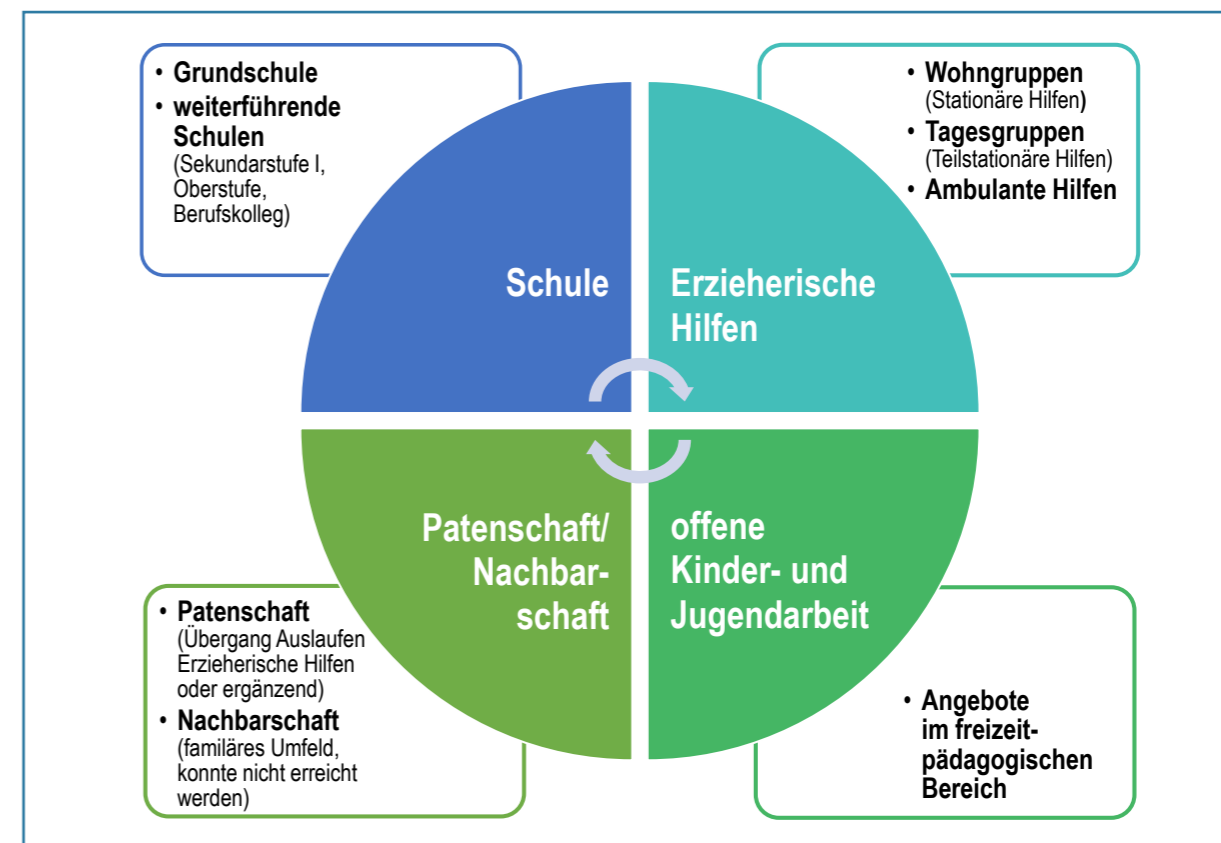 • Grundschule
• weiterführende
Schulen
(Sekundarstufe I,
Oberstufe,
Berufskolleg)
• Wohngruppen
(Stationäre Hilfen)
• Tagesgruppen
(Teilstationäre Hilfen)
• Ambulante Hilfen
Schule
Erzieherische
Hilfen
Patenschaft/
Nachbar-
schaft
offene
Kinder- und
Jugendarbeit
• Patenschaft
(Übergang Auslaufen
Erzieherische Hilfen
oder ergänzend)
• Nachbarschaft
(familäres Umfeld,
konnte nicht erreicht
werden)
• Angebote
im freizeit-
pädagogischen
Bereich